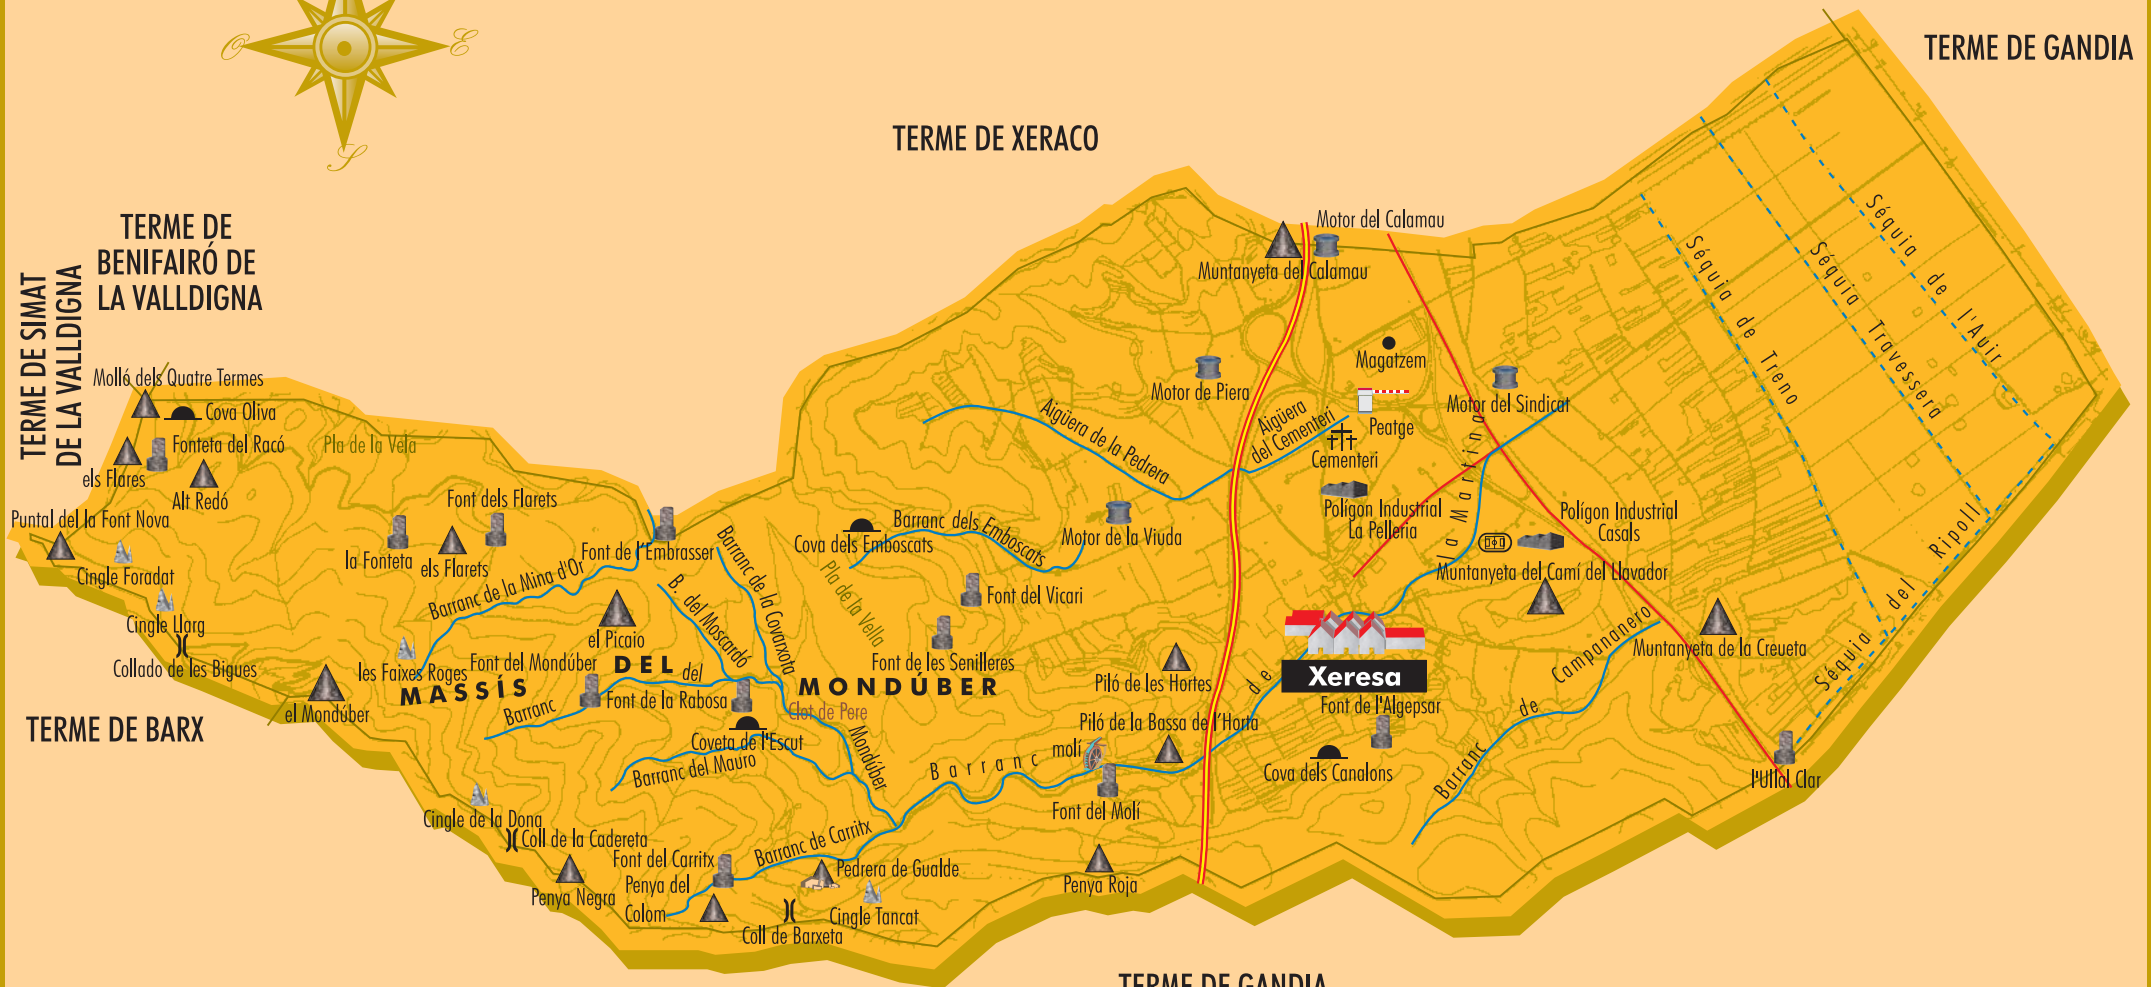 O
E
S
TERME DE GANDIA
TERME DE XERACO
TERME DE
BENIFAIRÓ DE
LA VALLDIGNA
TERME DE SIMAT
DE LA VALLDIGNA
TERME DE BARX
TERME DE GANDIA
Motor del Calamau
Muntanyeta del Calamau
Magatzem
Motor de Piera
Motor del Sindicat
Peatge
Aigüera
del Cementeri
Aigüera de la Pedrera
Cementeri
Polígon Industrial
La Pelleria
Polígon Industrial
Casals
Séquia de l'Auir
Séquia Travessera
Séquia de Treno
Séquia del Ripoll
Molló dels Quatre Termes
Cova Oliva
Fonteta del Racó
els Flares
Alt Redó
Pla de la Vela
Puntal del la Font Nova
Cingle Foradat
Cingle Llarg
Collado de les Bigues
el Mondúber
Font dels Flarets
la Fonteta
els Flarets
Font de l'Embrasser
Barranc de la Mina d'Or
B. del Moscardó
Barranc de la Covarxota
Cova dels Emboscats
Barranc dels Emboscats
Motor de la Viuda
Pla de la Vella
Font del Vicari
Font de les Senilleres
el Picaio
les Faixes Roges
Font del Mondúber
MASSÍS DEL MONDÚBER
Barranc del Mondúber
Font de la Rabosa
Clot de Pere
Coveta de l'Escut
Barranc del Mauro
Piló de les Hortes
Piló de la Bassa de l'Horta
molí
Font del Molí
Barranc de la Martina
Xeresa
Font de l'Algepsar
Cova dels Canalons
Muntanyeta del Camí del Llavador
Muntanyeta de la Creueta
Barranc de Campananero
l'Ullal Clar
Cingle de la Dona
Coll de la Cadereta
Penya Negra
Font del Carritx
Barranc de Carritx
Penya del
Colom
Pedrera de Gualde
Cingle Tancat
Coll de Barxeta
Penya Roja